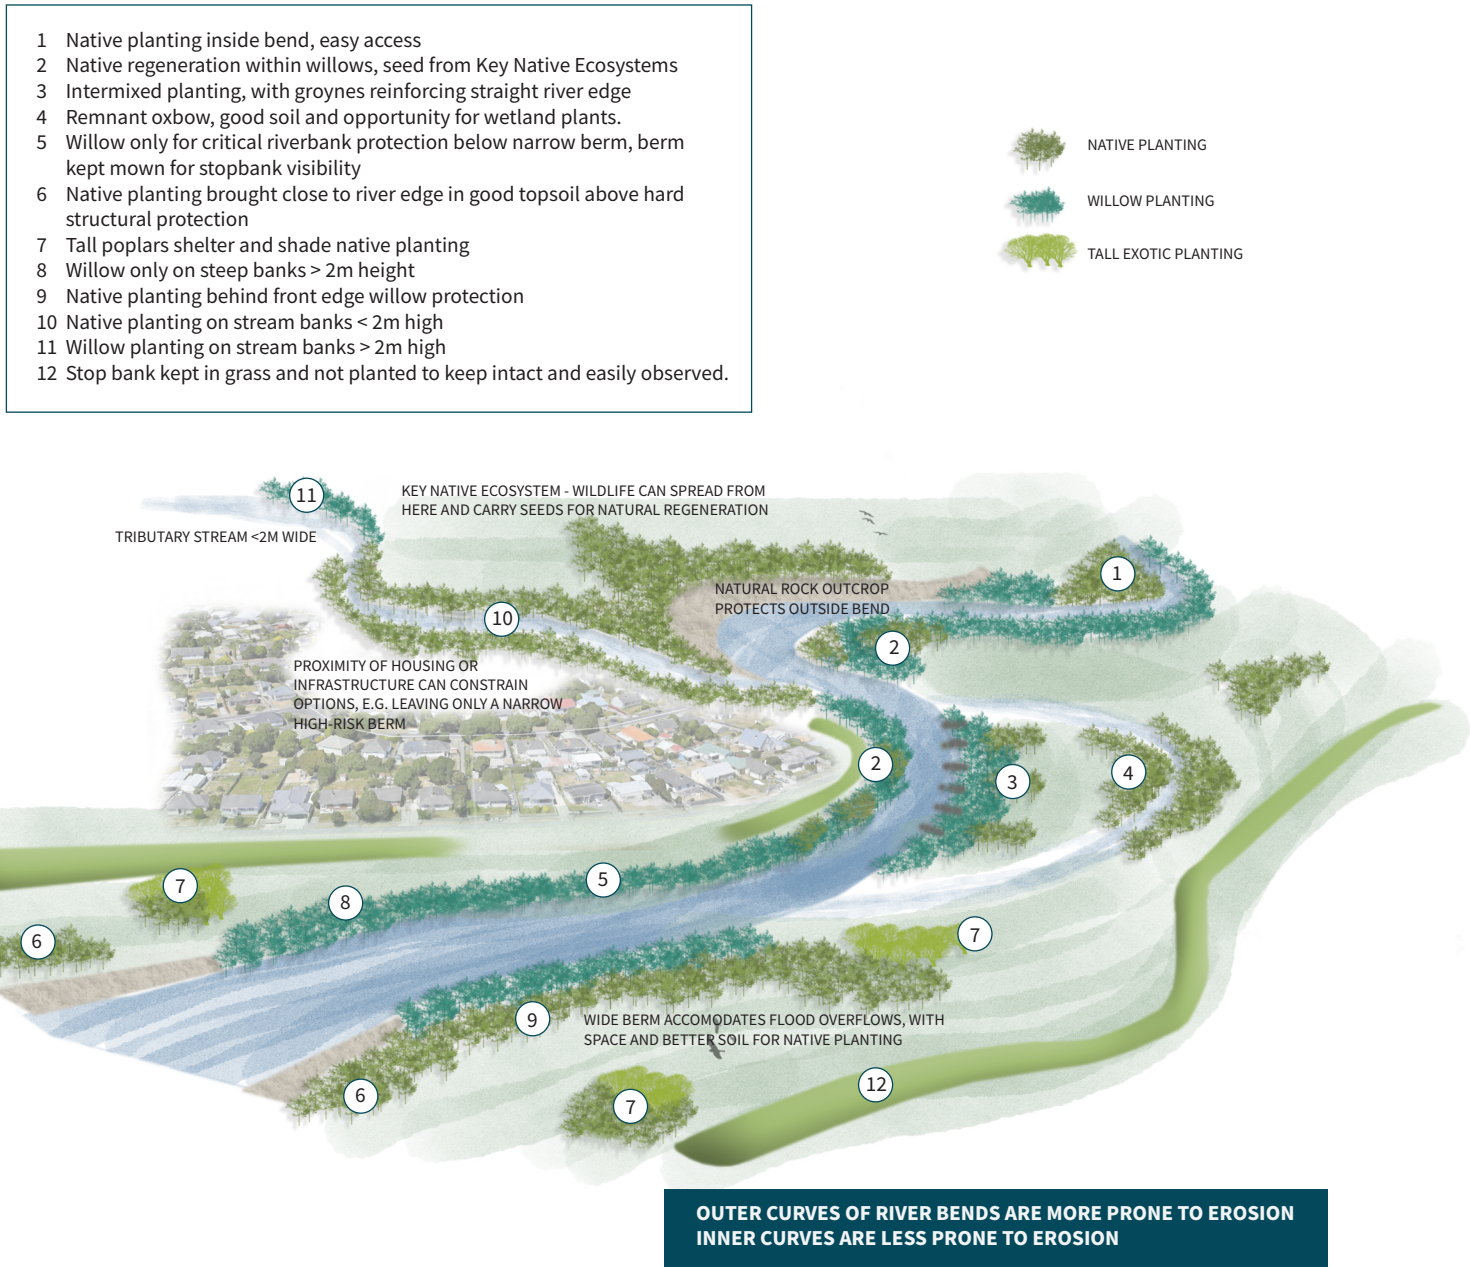 1 Native planting inside bend, easy access
2 Native regeneration within willows, seed from Key Native Ecosystems
3 Intermixed planting, with groynes reinforcing straight river edge
4 Remnant oxbow, good soil and opportunity for wetland plants.
5 Willow only for critical riverbank protection below narrow berm, berm
kept mown for stopbank visibility
6 Native planting brought close to river edge in good topsoil above hard
structural protection
7 Tall poplars shelter and shade native planting
8 Willow only on steep banks > 2m height
9 Native planting behind front edge willow protection
10 Native planting on stream banks < 2m high
11 Willow planting on stream banks > 2m high
12 Stop bank kept in grass and not planted to keep intact and easily observed.
NATIVE PLANTING
WILLOW PLANTING
TALL EXOTIC PLANTING
11
KEY NATIVE ECOSYSTEM - WILDLIFE CAN SPREAD FROM
HERE AND CARRY SEEDS FOR NATURAL REGENERATION
TRIBUTARY STREAM <2M WIDE
1
NATURAL ROCK OUTCROP
PROTECTS OUTSIDE BEND
10
2
PROXIMITY OF HOUSING OR
INFRASTRUCTURE CAN CONSTRAIN
OPTIONS, E.G. LEAVING ONLY A NARROW
HIGH-RISK BERM
2
3
4
7
5
8
6
7
9
WIDE BERM ACCOMODATES FLOOD OVERFLOWS, WITH
SPACE AND BETTER SOIL FOR NATIVE PLANTING
6
7
12
OUTER CURVES OF RIVER BENDS ARE MORE PRONE TO EROSION
INNER CURVES ARE LESS PRONE TO EROSION